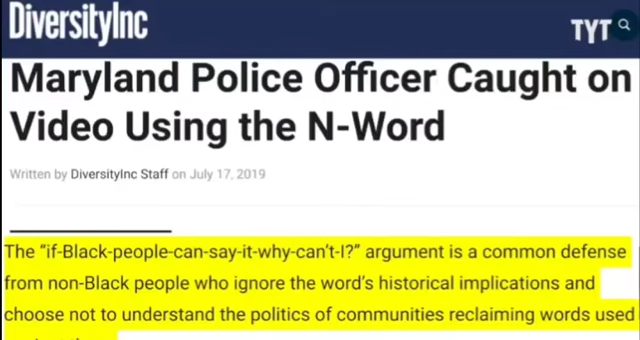 DiversityInc
TYT
Maryland Police Officer Caught on
Video Using the N-Word
Written by DiversityInc Staff on July 17, 2019
The “if-Black-people-can-say-it-why-can’t-I?” argument is a common defense
from non-Black people who ignore the word’s historical implications and
choose not to understand the politics of communities reclaiming words used